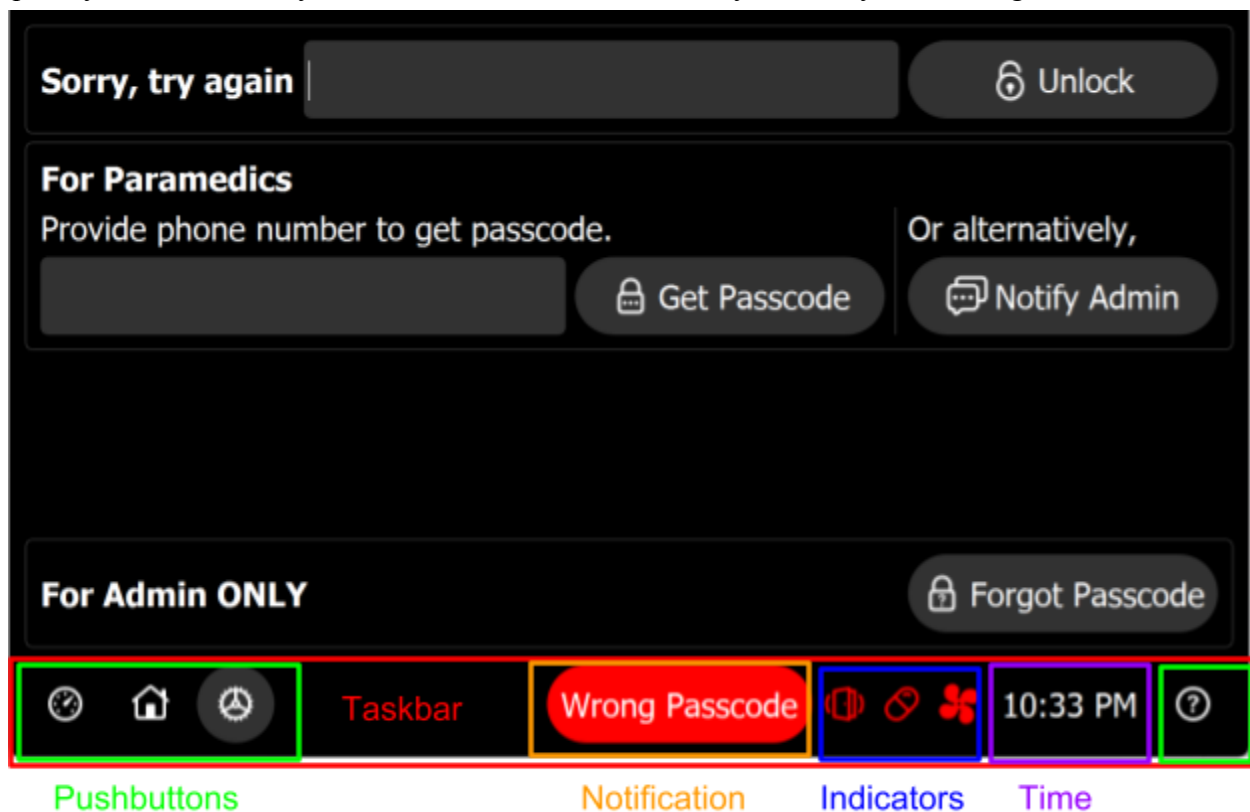 Sorry, try again
Unlock
For Paramedics
Provide phone number to get passcode.
Or alternatively,
Get Passcode
Notify Admin
For Admin ONLY
Forgot Passcode
Taskbar
Wrong Passcode
10:33 PM
Pushbuttons
Notification
Indicators
Time